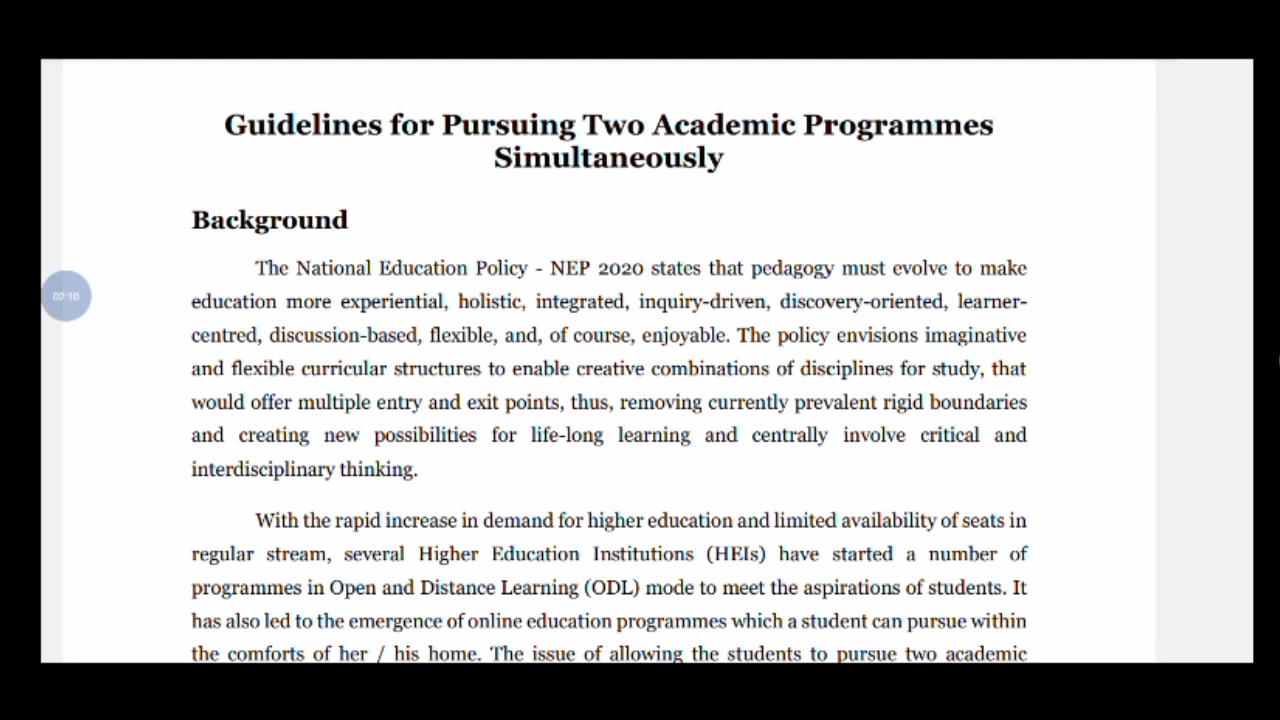 Guidelines for Pursuing Two Academic Programmes
Simultaneously
Background
The National Education Policy - NEP 2020 states that pedagogy must evolve to make
education more experiential, holistic, integrated, inquiry-driven, discovery-oriented, learner-
centred, discussion-based, flexible, and, of course, enjoyable. The policy envisions imaginative
and flexible curricular structures to enable creative combinations of disciplines for study, that
would offer multiple entry and exit points, thus, removing currently prevalent rigid boundaries
and creating new possibilities for life-long learning and centrally involve critical and
interdisciplinary thinking.
02:10
With the rapid increase in demand for higher education and limited availability of seats in
regular stream, several Higher Education Institutions (HEIs) have started a number of
programmes in Open and Distance Learning (ODL) mode to meet the aspirations of students. It
has also led to the emergence of online education programmes which a student can pursue within
the comforts of her / his home. The issue of allowing the students to pursue two academic